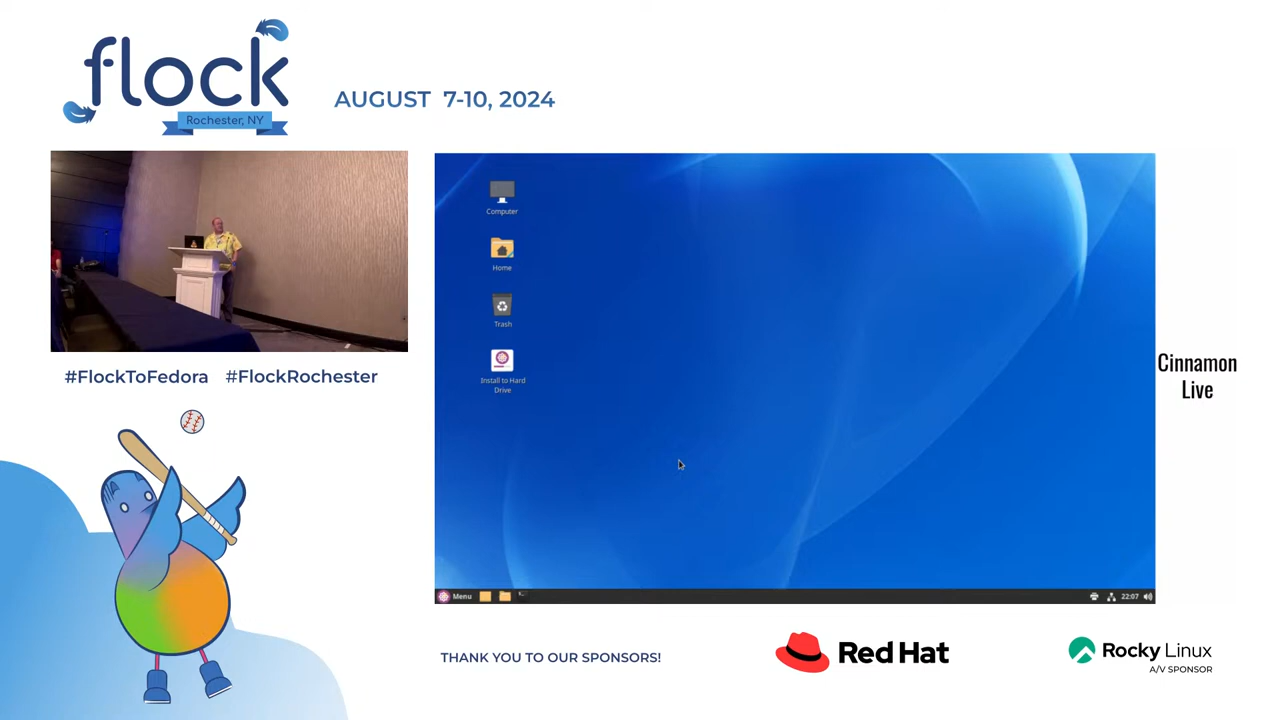 flock
Rochester, NY
AUGUST 7-10, 2024
Computer
Home
Trash
Install to Hard
Drive
Menu
22:07
Cinnamon
Live
#FlockToFedora #FlockRochester
THANK YOU TO OUR SPONSORS!
Red Hat
Rocky Linux
A/V SPONSOR